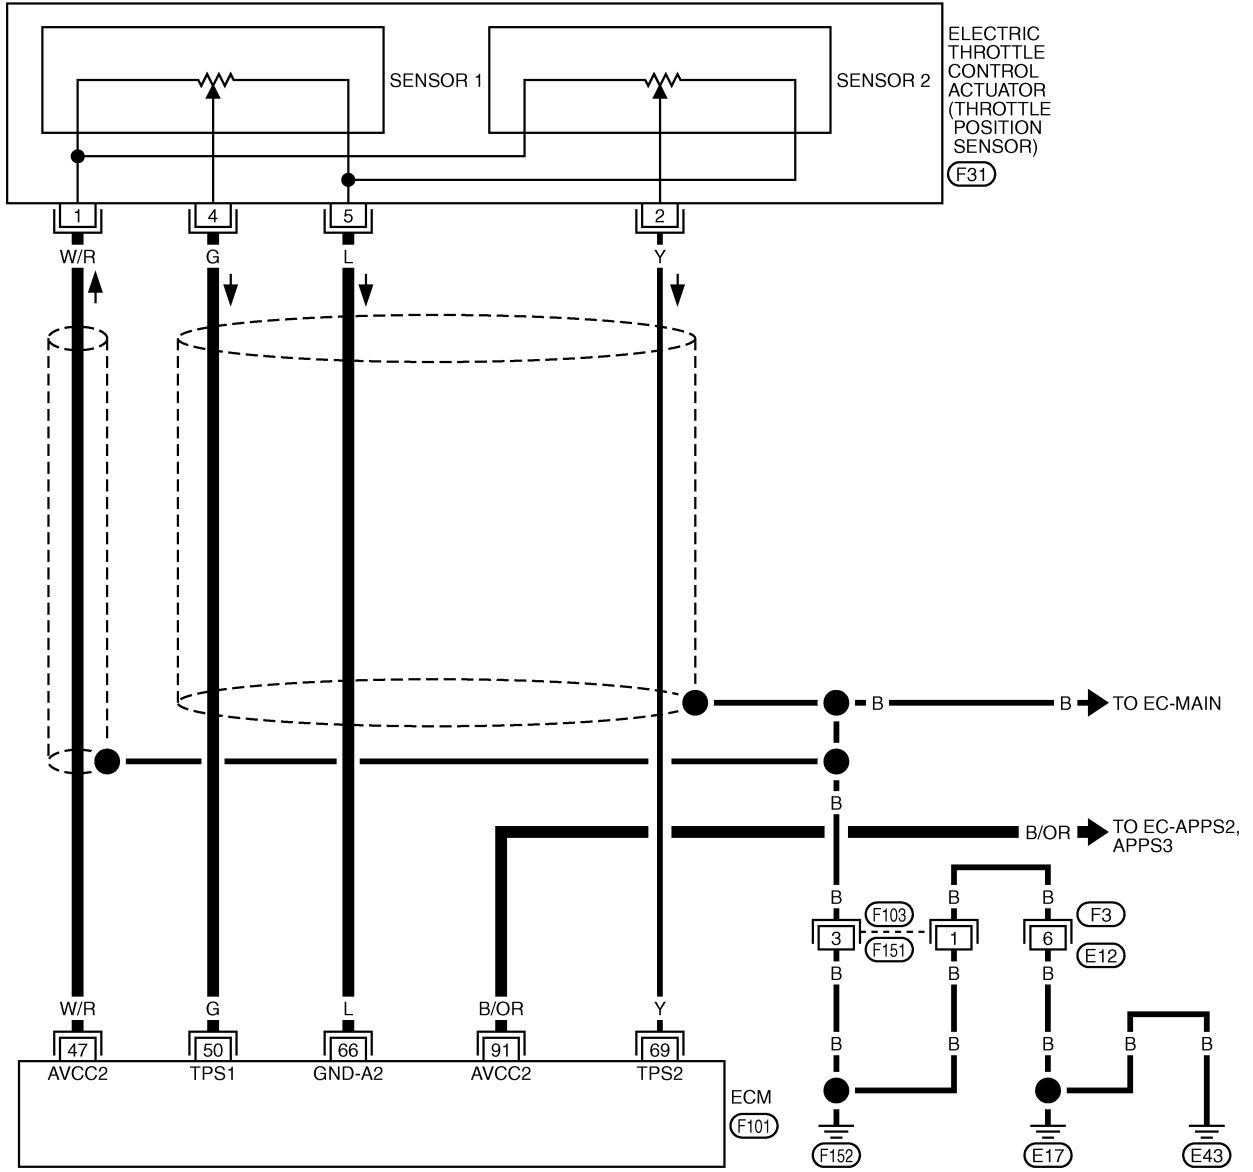 ELECTRIC
THROTTLE
CONTROL
ACTUATOR
(THROTTLE
POSITION
SENSOR)
F31
SENSOR 1
SENSOR 2
1 4 5 2
W/R G L Y
B B TO EC-MAIN
B
B/OR TO EC-APPS2,
APPS3
B B B
F103 F3
3 1 6
F151 E12
B B B
W/R G L B/OR Y
B B B B B
47 50 66 91 69
AVCC2 TPS1 GND-A2 AVCC2 TPS2
ECM
F101
F152 E17 E43